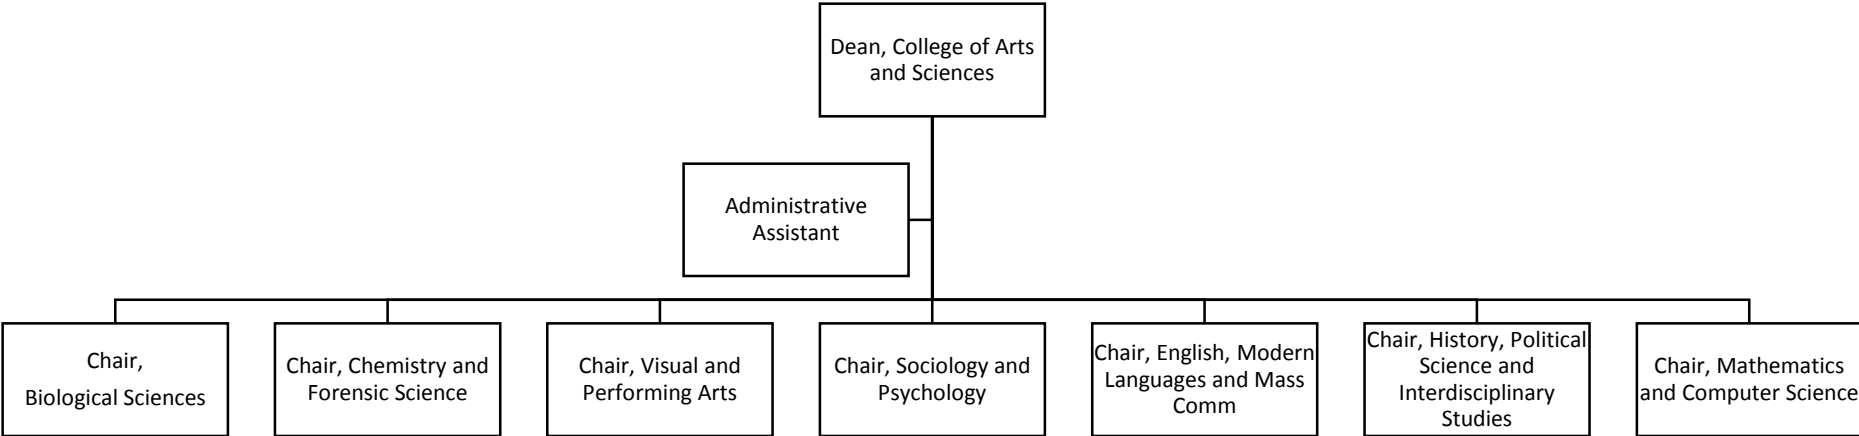 Dean, College of Arts
and Sciences
Administrative
Assistant
Chair,
Biological Sciences
Chair, Chemistry and
Forensic Science
Chair, Visual and
Performing Arts
Chair, Sociology and
Psychology
Chair, English, Modern
Languages and Mass
Comm
Chair, History, Political
Science and
Interdisciplinary
Studies
Chair, Mathematics
and Computer Science